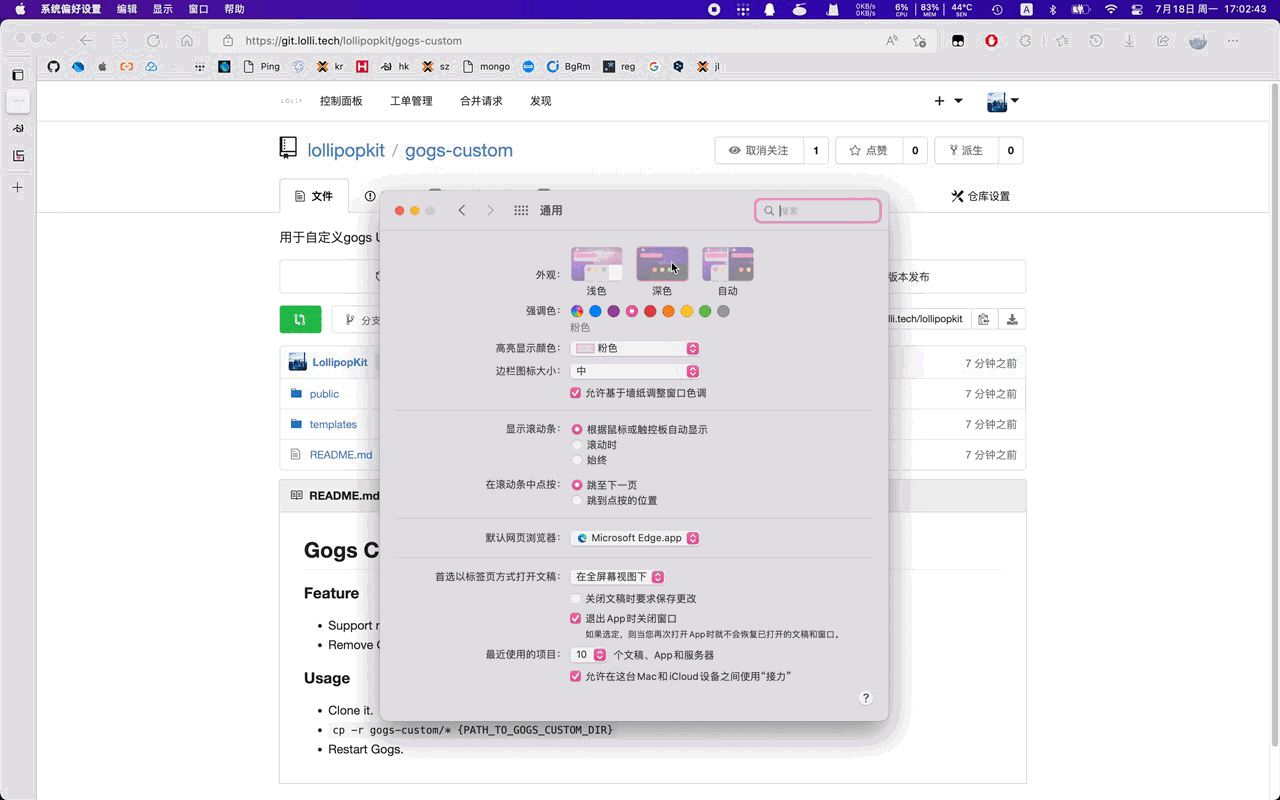 系统偏好设置 编辑 显示 窗口 帮助
0KB/s 0KB/s 6% CPU 83% MEM 44°C SEN A 7月18日 周一 17:02:43
https://git.lolli.tech/lollipopkit/gogs-custom
Ping kr hk sz mongo BgRm reg jl
LOLLI 控制面板 工单管理 合并请求 发现
lollipopkit / gogs-custom
取消关注 1 点赞 0 派生 0
文件 仓库设置
用于自定义gogs U
版本发布
分支
lli.tech/lollipopkit
LollipopKit 7 分钟之前
public 7 分钟之前
templates 7 分钟之前
README.md 7 分钟之前
README.md
Gogs C
Feature
Support
Remove
Usage
Clone it.
cp -r gogs-custom/* {PATH_TO_GOGS_CUSTOM_DIR}
Restart Gogs.
通用
搜索
外观：
浅色 深色 自动
强调色：
粉色
高亮显示颜色： 粉色
边栏图标大小： 中
允许基于墙纸调整窗口色调
显示滚动条： 根据鼠标或触控板自动显示
滚动时
始终
在滚动条中点按： 跳至下一页
跳到点按的位置
默认网页浏览器： Microsoft Edge.app
首选以标签页方式打开文稿： 在全屏幕视图下
关闭文稿时要求保存更改
退出App时关闭窗口
如果选定，则当您再次打开App时就不会恢复已打开的文稿和窗口。
最近使用的项目： 10 个文稿、App和服务器
允许在这台Mac和iCloud设备之间使用“接力”
?